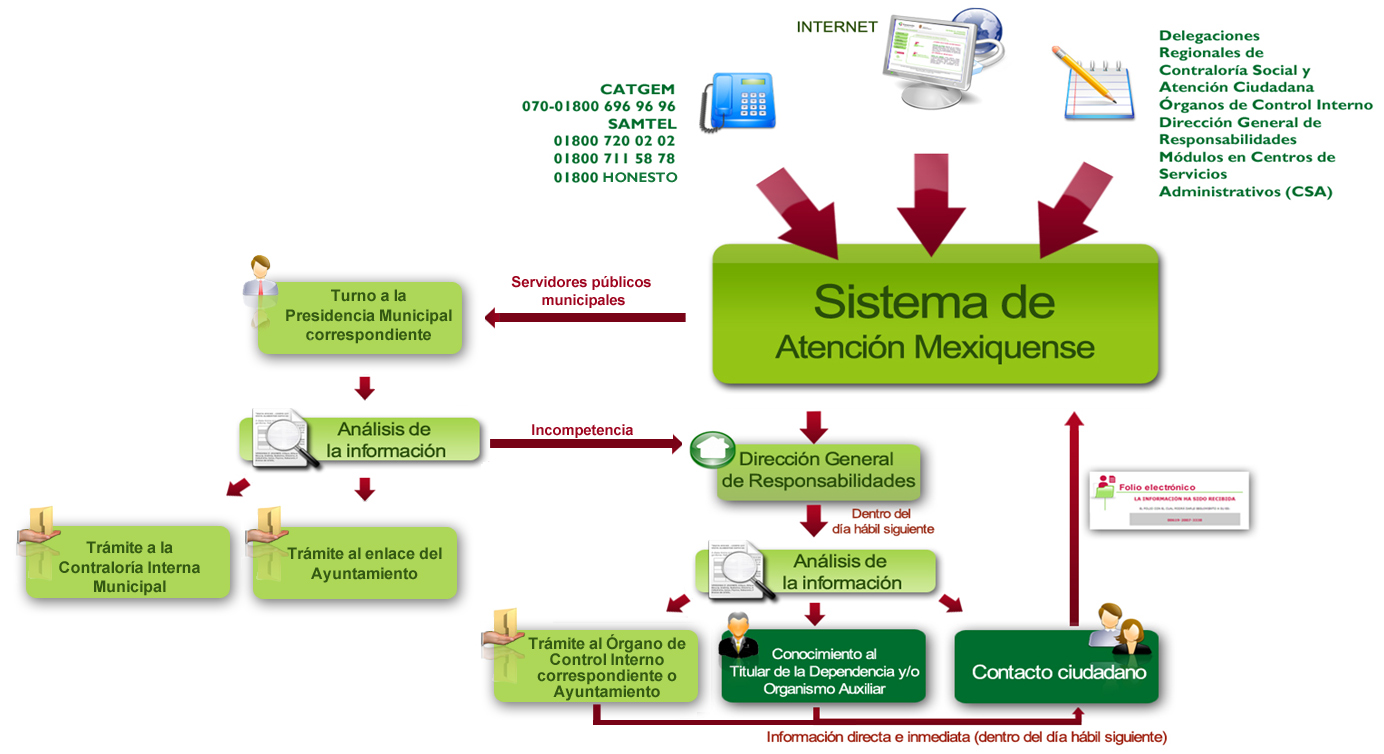 INTERNET
CATGEM
070-01800 696 96 96
SAMTEL
01800 720 02 02
01800 711 58 78
01800 HONESTO
Delegaciones
Regionales de
Contraloría Social y
Atención Ciudadana
Órganos de Control Interno
Dirección General de
Responsabilidades
Módulos en Centros de
Servicios
Administrativos (CSA)
Sistema de
Atención Mexiquense
Servidores públicos
municipales
Turno a la
Presidencia Municipal
correspondiente
Análisis de
la información
Incompetencia
Trámite a la
Contraloría Interna
Municipal
Trámite al enlace del
Ayuntamiento
Dirección General
de Responsabilidades
Dentro del
día hábil siguiente
Análisis de
la información
Folio electrónico
LA INFORMACIÓN HA SIDO RECIBIDA
Trámite al Órgano de
Control Interno
correspondiente o
Ayuntamiento
Conocimiento al
Titular de la Dependencia y/o
Organismo Auxiliar
Contacto ciudadano
Información directa e inmediata (dentro del día hábil siguiente)